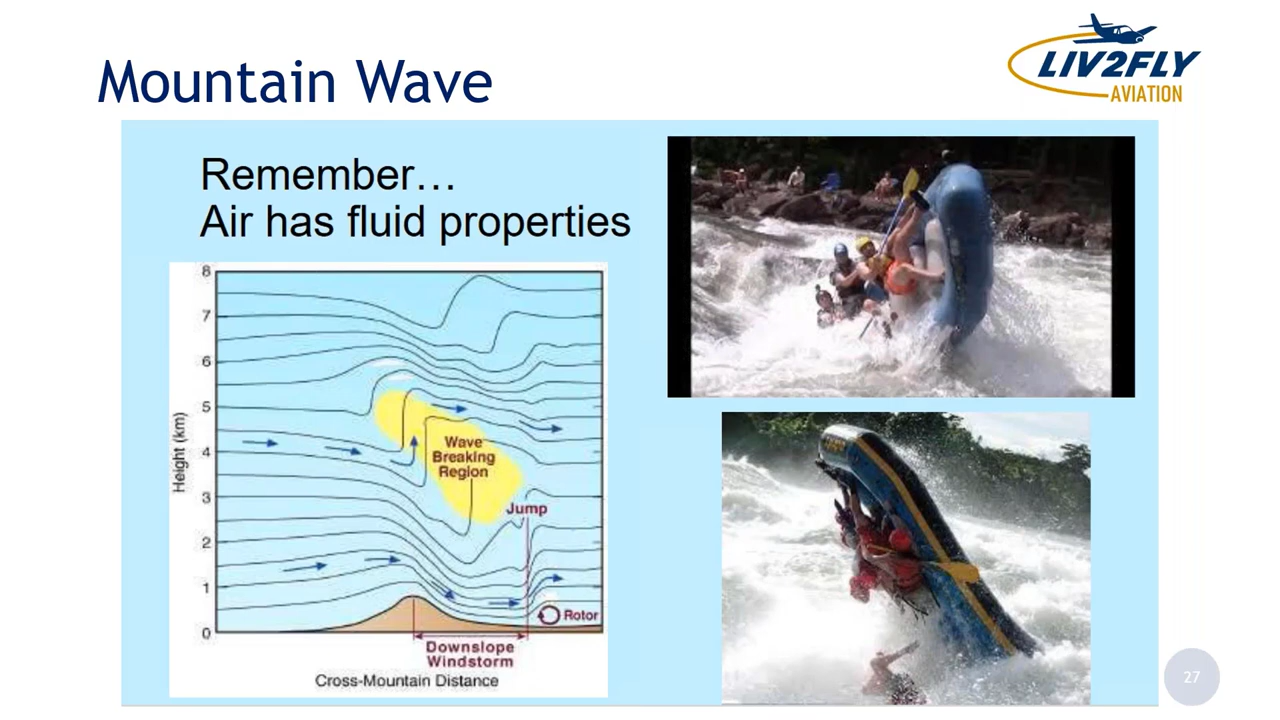 Mountain Wave
LIV2FLY
AVIATION
Remember…
Air has fluid properties
8
7
6
5
4
3
2
1
0
Height (km)
Wave
Breaking
Region
Jump
Rotor
Downslope
Windstorm
Cross-Mountain Distance
27